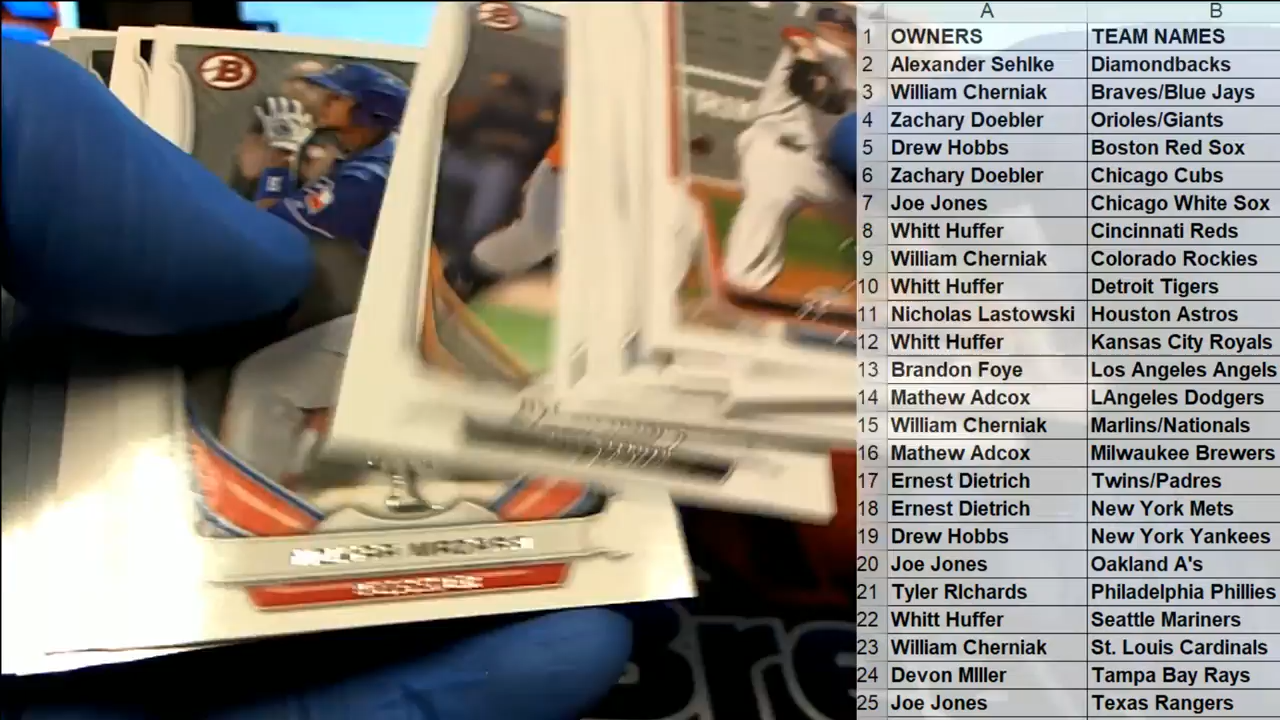 B
A B
1 OWNERS TEAM NAMES
2 Alexander Sehlke Diamondbacks
3 William Cherniak Braves/Blue Jays
4 Zachary Doebler Orioles/Giants
5 Drew Hobbs Boston Red Sox
6 Zachary Doebler Chicago Cubs
7 Joe Jones Chicago White Sox
8 Whitt Huffer Cincinnati Reds
9 William Cherniak Colorado Rockies
10 Whitt Huffer Detroit Tigers
11 Nicholas Lastowski Houston Astros
12 Whitt Huffer Kansas City Royals
13 Brandon Foye Los Angeles Angels
14 Mathew Adcox LAngeles Dodgers
15 William Cherniak Marlins/Nationals
16 Mathew Adcox Milwaukee Brewers
17 Ernest Dietrich Twins/Padres
18 Ernest Dietrich New York Mets
19 Drew Hobbs New York Yankees
20 Joe Jones Oakland A's
21 Tyler RIchards Philadelphia Phillies
22 Whitt Huffer Seattle Mariners
23 William Cherniak St. Louis Cardinals
24 Devon MIller Tampa Bay Rays
25 Joe Jones Texas Rangers
Bre